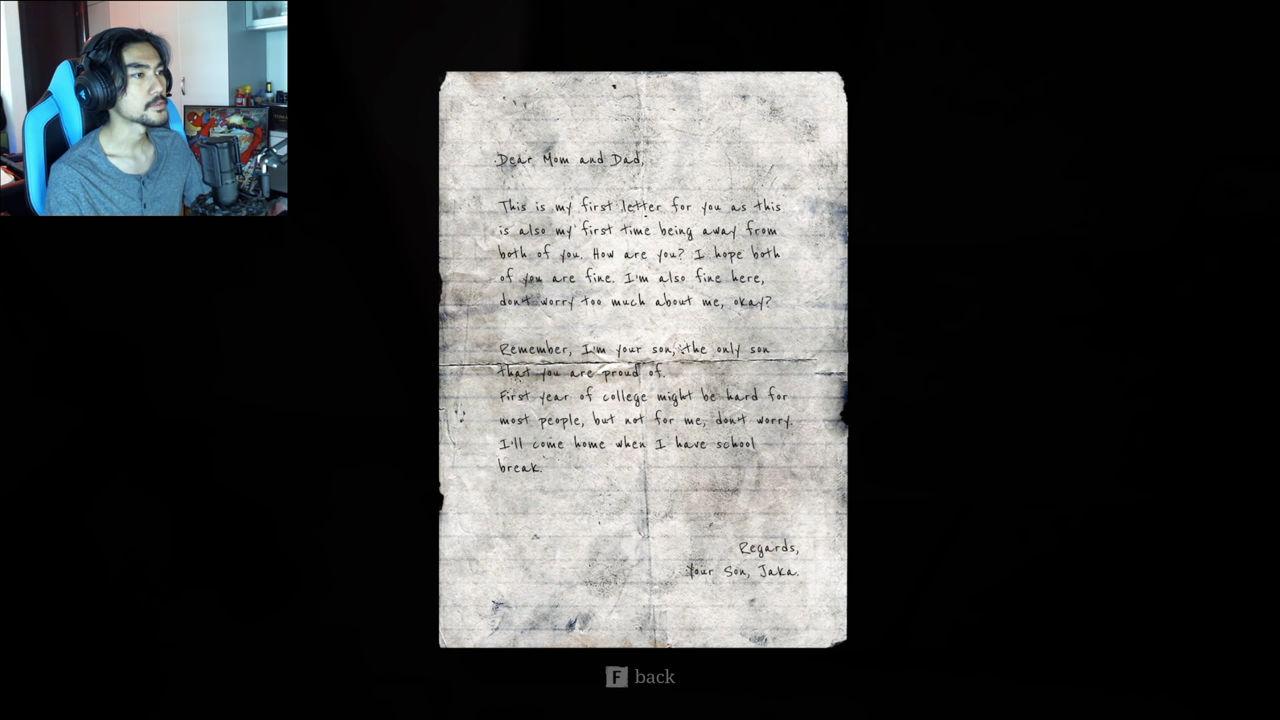 Dear Mom and Dad,
This is my first letter for you as this
is also my first time being away from
both of you. How are you? I hope both
of you are fine. I'm also fine here,
don't worry too much about me, okay?
Remember, I'm your son, the only son
that you are proud of.
First year of college might be hard for
most people, but not for me, don't worry.
I'll come home when I have school
break.
Regards,
Your Son, Jaka.
F back